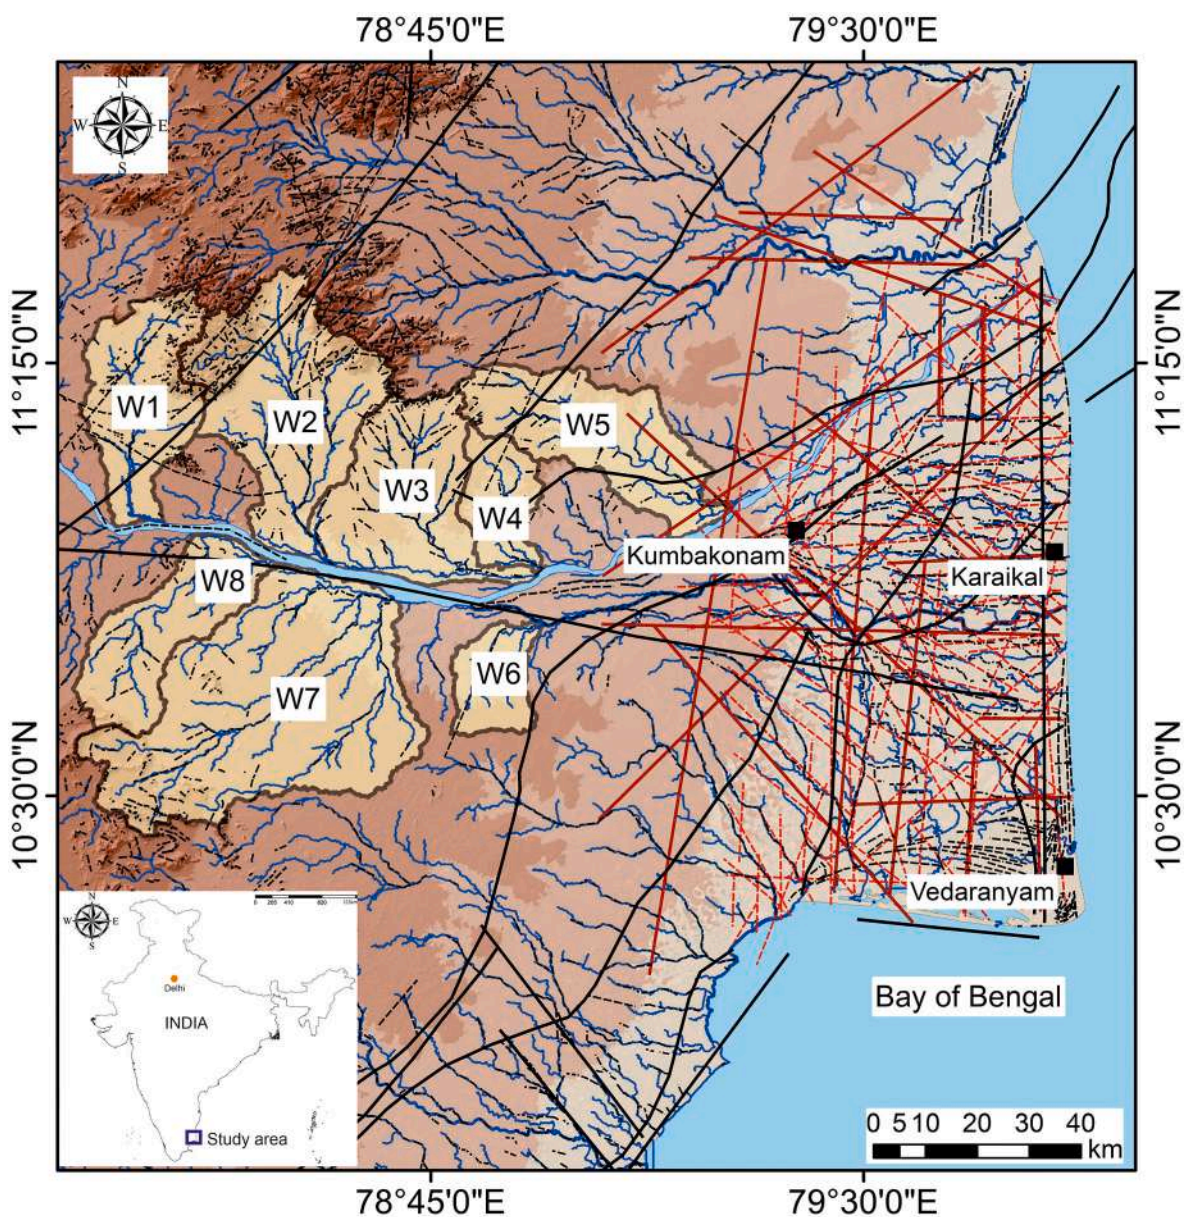 78°45'0"E
79°30'0"E
N
W
E
S
11°15'0"N
11°15'0"N
W1
W2
W5
W3
W4
Kumbakonam
Karaikal
W8
W6
W7
10°30'0"N
10°30'0"N
Vedaranyam
N
W
E
S
Delhi
INDIA
Study area
Bay of Bengal
0 5 10 20 30 40
km
78°45'0"E
79°30'0"E